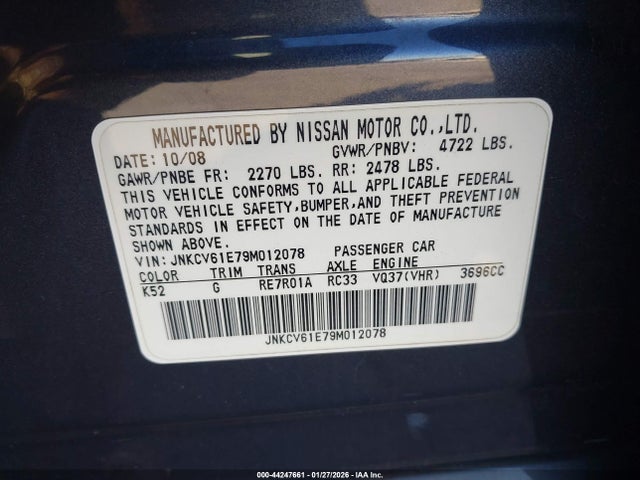 MANUFACTURED BY NISSAN MOTOR CO.,LTD.
DATE: 10/08 GVWR/PNBV: 4722 LBS.
GAWR/PNBE FR: 2270 LBS. RR: 2478 LBS.
THIS VEHICLE CONFORMS TO ALL APPLICABLE FEDERAL
MOTOR VEHICLE SAFETY,BUMPER,AND THEFT PREVENTION
STANDARDS IN EFFECT ON THE DATE OF MANUFACTURE
SHOWN ABOVE.
VIN: JNKCV61E79M012078 PASSENGER CAR
COLOR TRIM TRANS AXLE ENGINE
K52 G RE7R01A RC33 VQ37(VHR) 3696CC
JNKCV61E79M012078
000-44247661 - 01/27/2026 - IAA Inc.